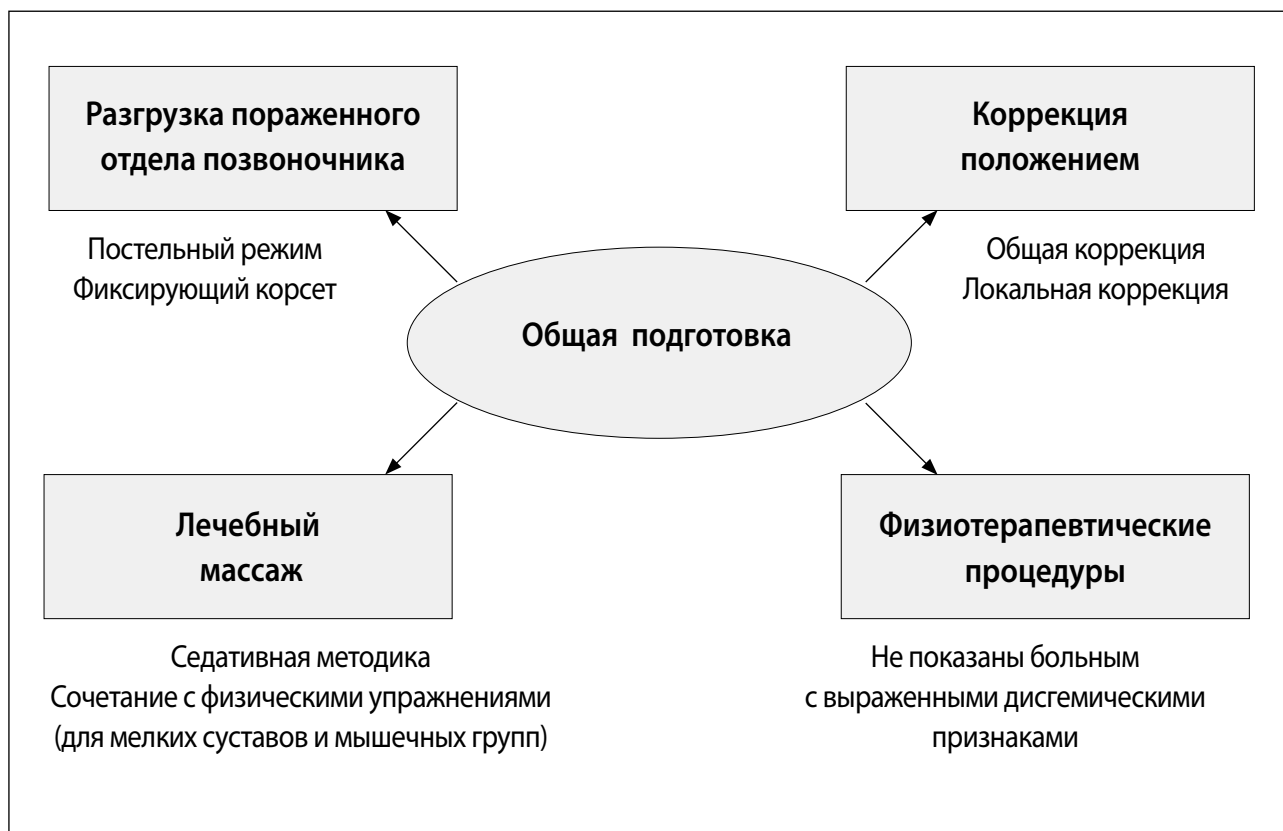 Разгрузка пораженного
отдела позвоночника
Постельный режим
Фиксирующий корсет
Коррекция
положением
Общая коррекция
Локальная коррекция
Общая подготовка
Лечебный
массаж
Седативная методика
Сочетание с физическими упражнениями
(для мелких суставов и мышечных групп)
Физиотерапевтические
процедуры
Не показаны больным
с выраженными дисгемическими
признаками